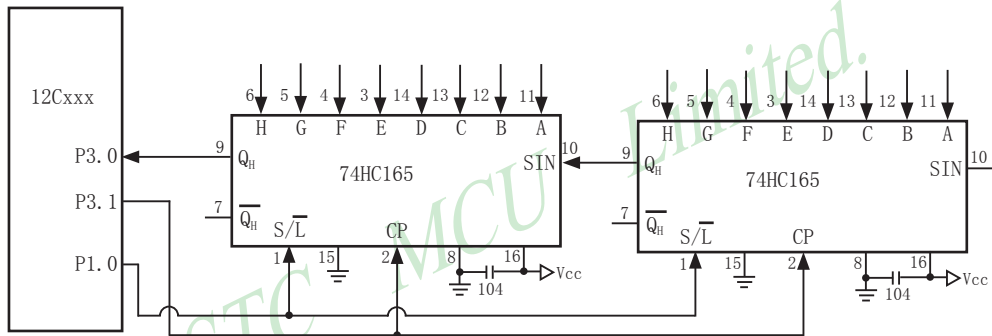 12Cxxx
P3.0
P3.1
P1.0
6 5 4 3 14 13 12 11
H G F E D C B A
9 QH 74HC165 SIN 10
7 QH
S/L CP
1 15 2 8 16
104 Vcc
6 5 4 3 14 13 12 11
H G F E D C B A
9 QH 74HC165 SIN 10
7 QH
S/L CP
1 15 2 8 16
104 Vcc
STC MCU Limited.